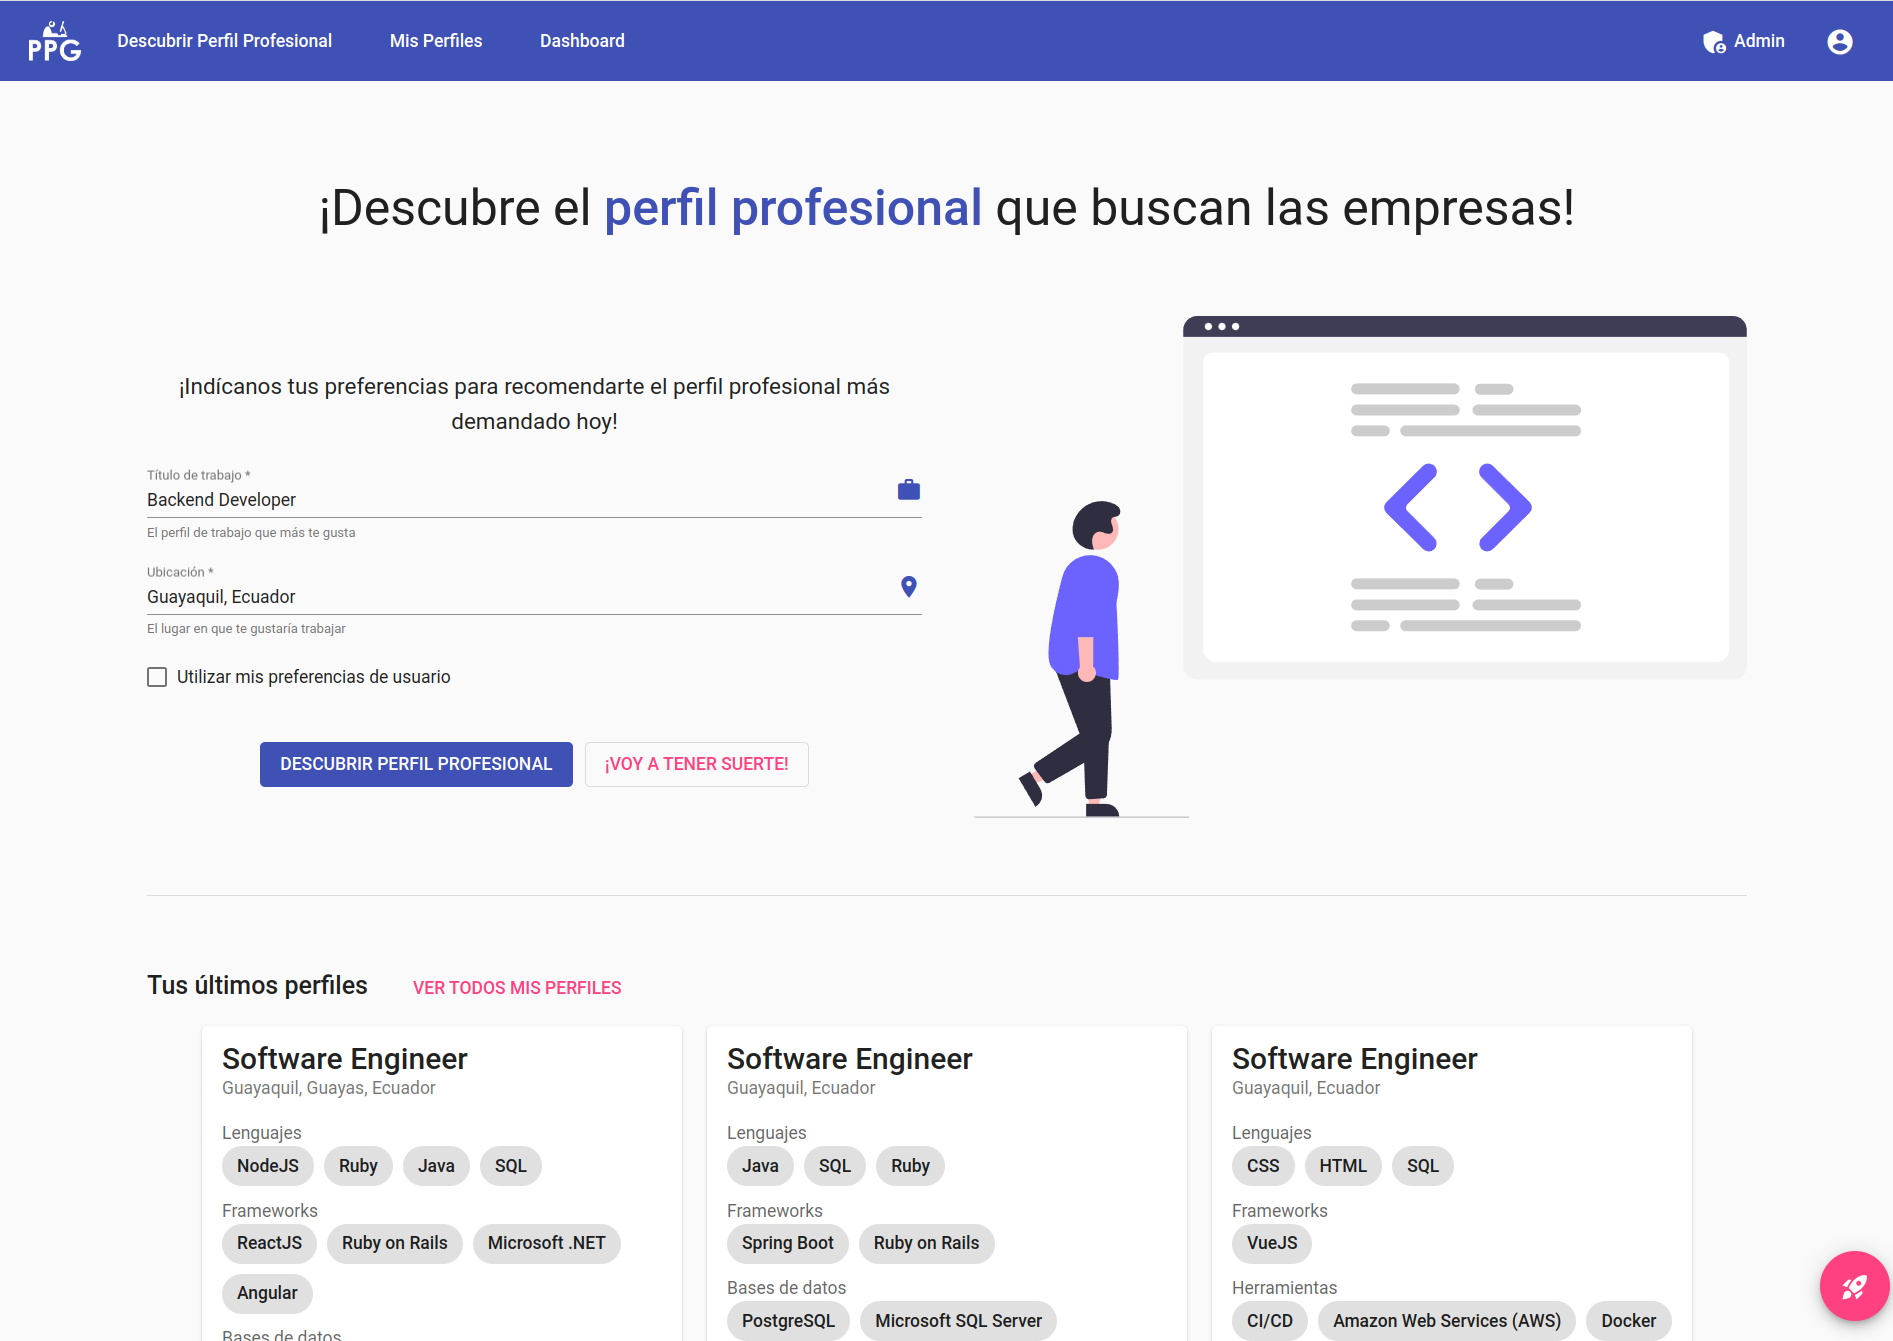 PPG
Descubrir Perfil Profesional
Mis Perfiles
Dashboard
Admin
¡Descubre el perfil profesional que buscan las empresas!
¡Indícanos tus preferencias para recomendarte el perfil profesional más
demandado hoy!
Título de trabajo *
Backend Developer
El perfil de trabajo que más te gusta
Ubicación *
Guayaquil, Ecuador
El lugar en que te gustaría trabajar
Utilizar mis preferencias de usuario
DESCUBRIR PERFIL PROFESIONAL
¡VOY A TENER SUERTE!
Tus últimos perfiles
VER TODOS MIS PERFILES
Software Engineer
Guayaquil, Guayas, Ecuador
Lenguajes
NodeJS Ruby Java SQL
Frameworks
ReactJS Ruby on Rails Microsoft .NET
Angular
Bases de datos
Software Engineer
Guayaquil, Ecuador
Lenguajes
Java SQL Ruby
Frameworks
Spring Boot Ruby on Rails
Bases de datos
PostgreSQL Microsoft SQL Server
Software Engineer
Guayaquil, Ecuador
Lenguajes
CSS HTML SQL
Frameworks
VueJS
Herramientas
CI/CD Amazon Web Services (AWS) Docker